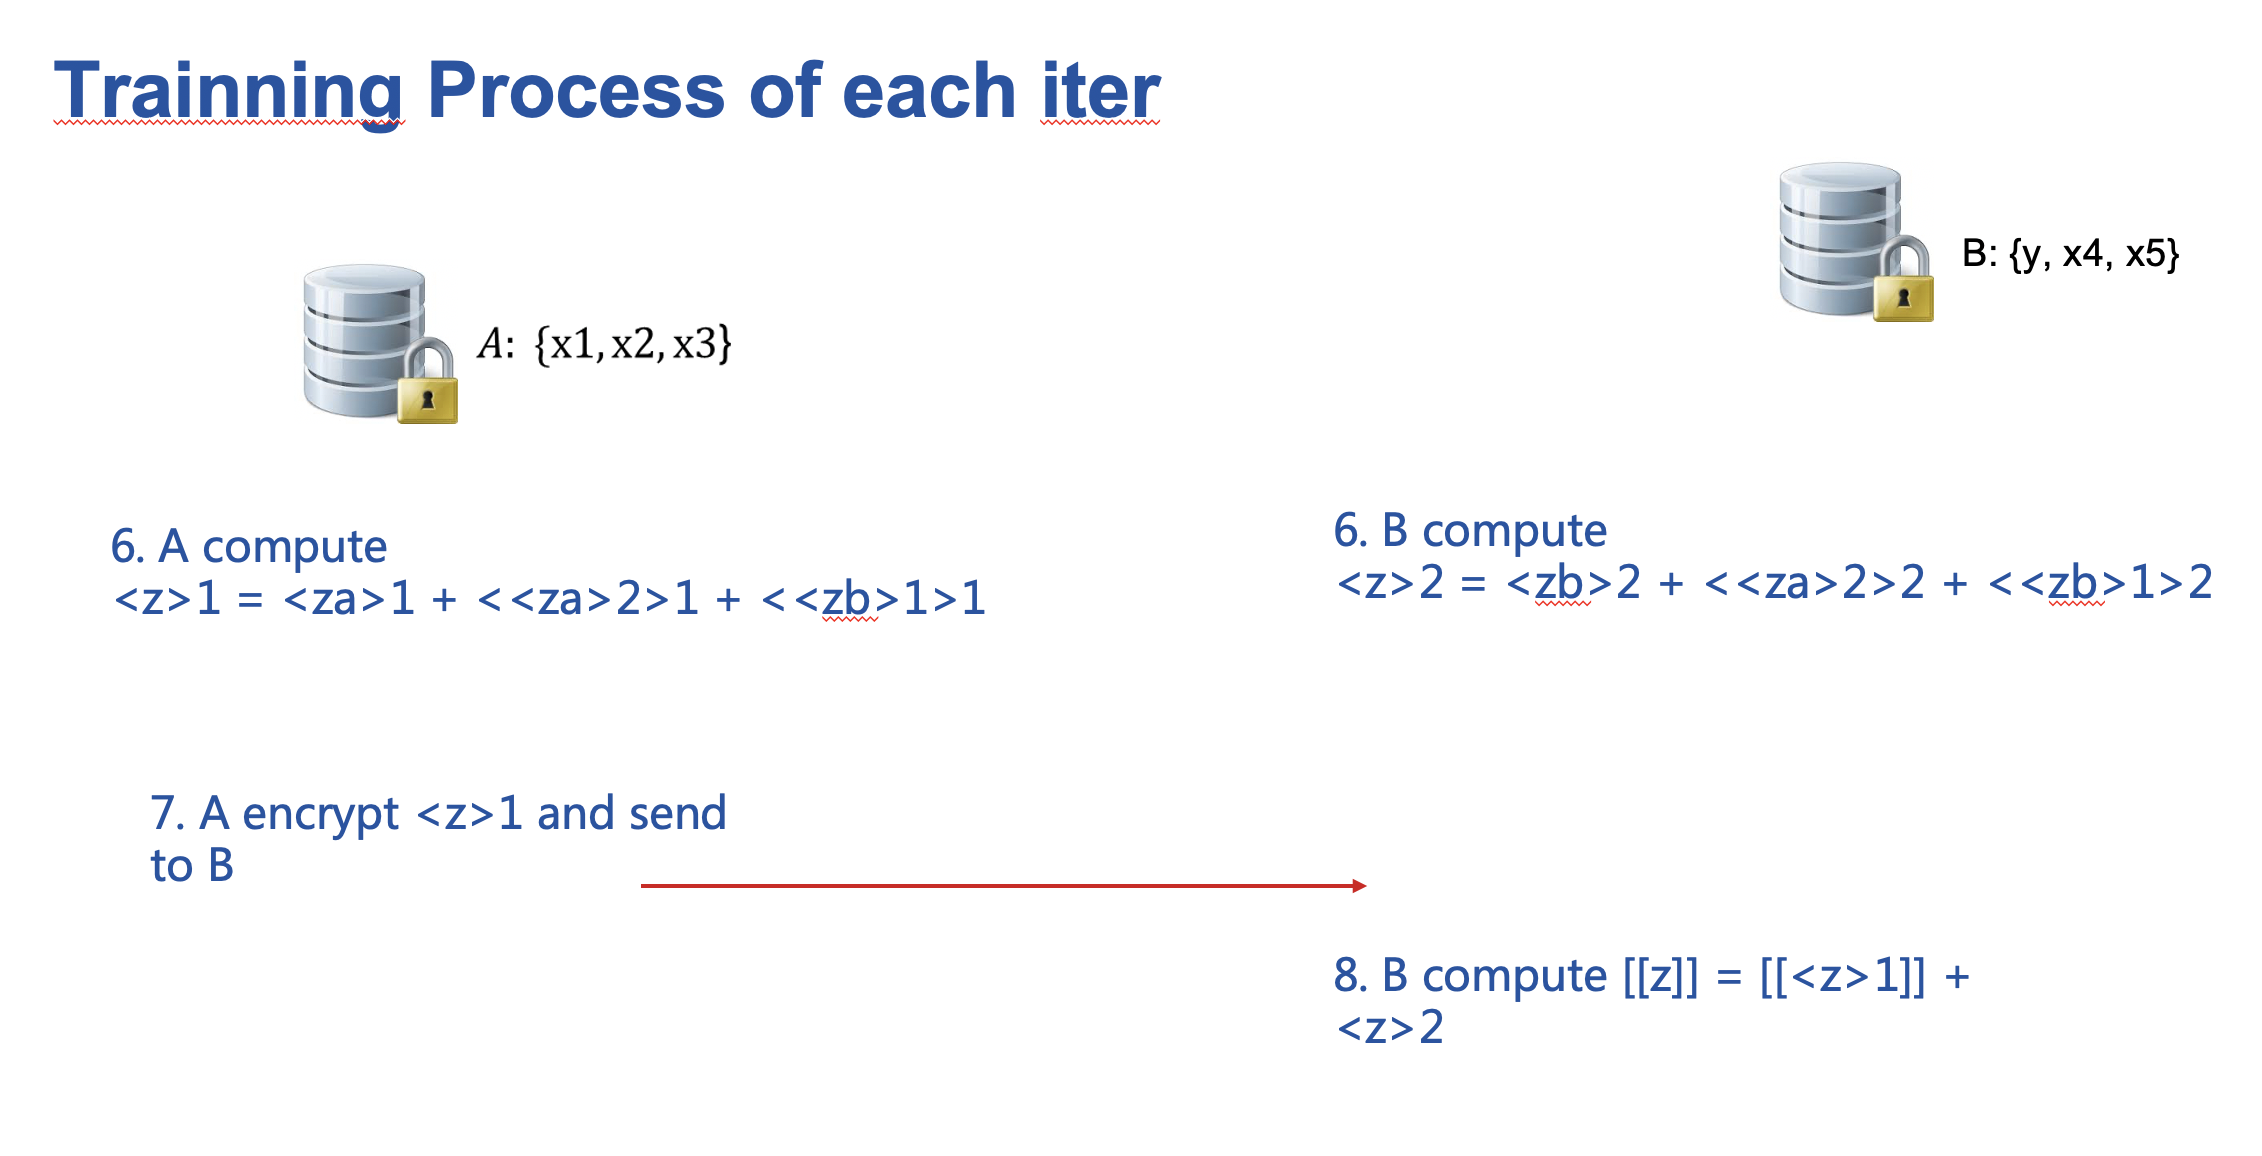 Trainning Process of each iter
B: {y, x4, x5}
A: {x1, x2, x3}
6. A compute
<z>1 = <za>1 + <<za>2>1 + <<zb>1>1
6. B compute
<z>2 = <zb>2 + <<za>2>2 + <<zb>1>2
7. A encrypt <z>1 and send
to B
8. B compute [[z]] = [[<z>1]] +
<z>2